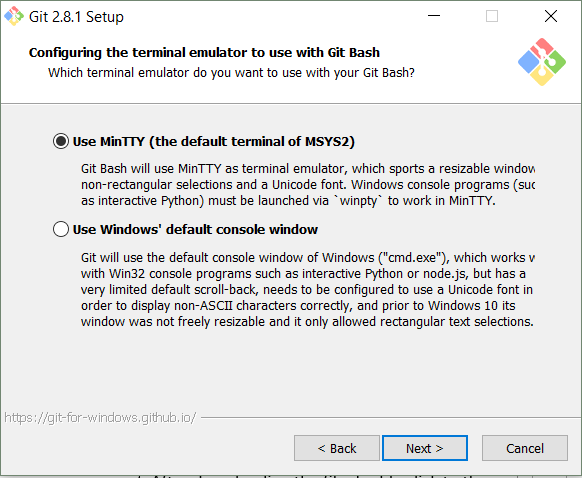 Git 2.8.1 Setup
Configuring the terminal emulator to use with Git Bash
Which terminal emulator do you want to use with your Git Bash?
Use MinTTY (the default terminal of MSYS2)
Git Bash will use MinTTY as terminal emulator, which sports a resizable window
non-rectangular selections and a Unicode font. Windows console programs (suc
as interactive Python) must be launched via `winpty` to work in MinTTY.
Use Windows' default console window
Git will use the default console window of Windows ("cmd.exe"), which works w
with Win32 console programs such as interactive Python or node.js, but has a
very limited default scroll-back, needs to be configured to use a Unicode font in
order to display non-ASCII characters correctly, and prior to Windows 10 its
window was not freely resizable and it only allowed rectangular text selections.
https://git-for-windows.github.io/
< Back
Next >
Cancel